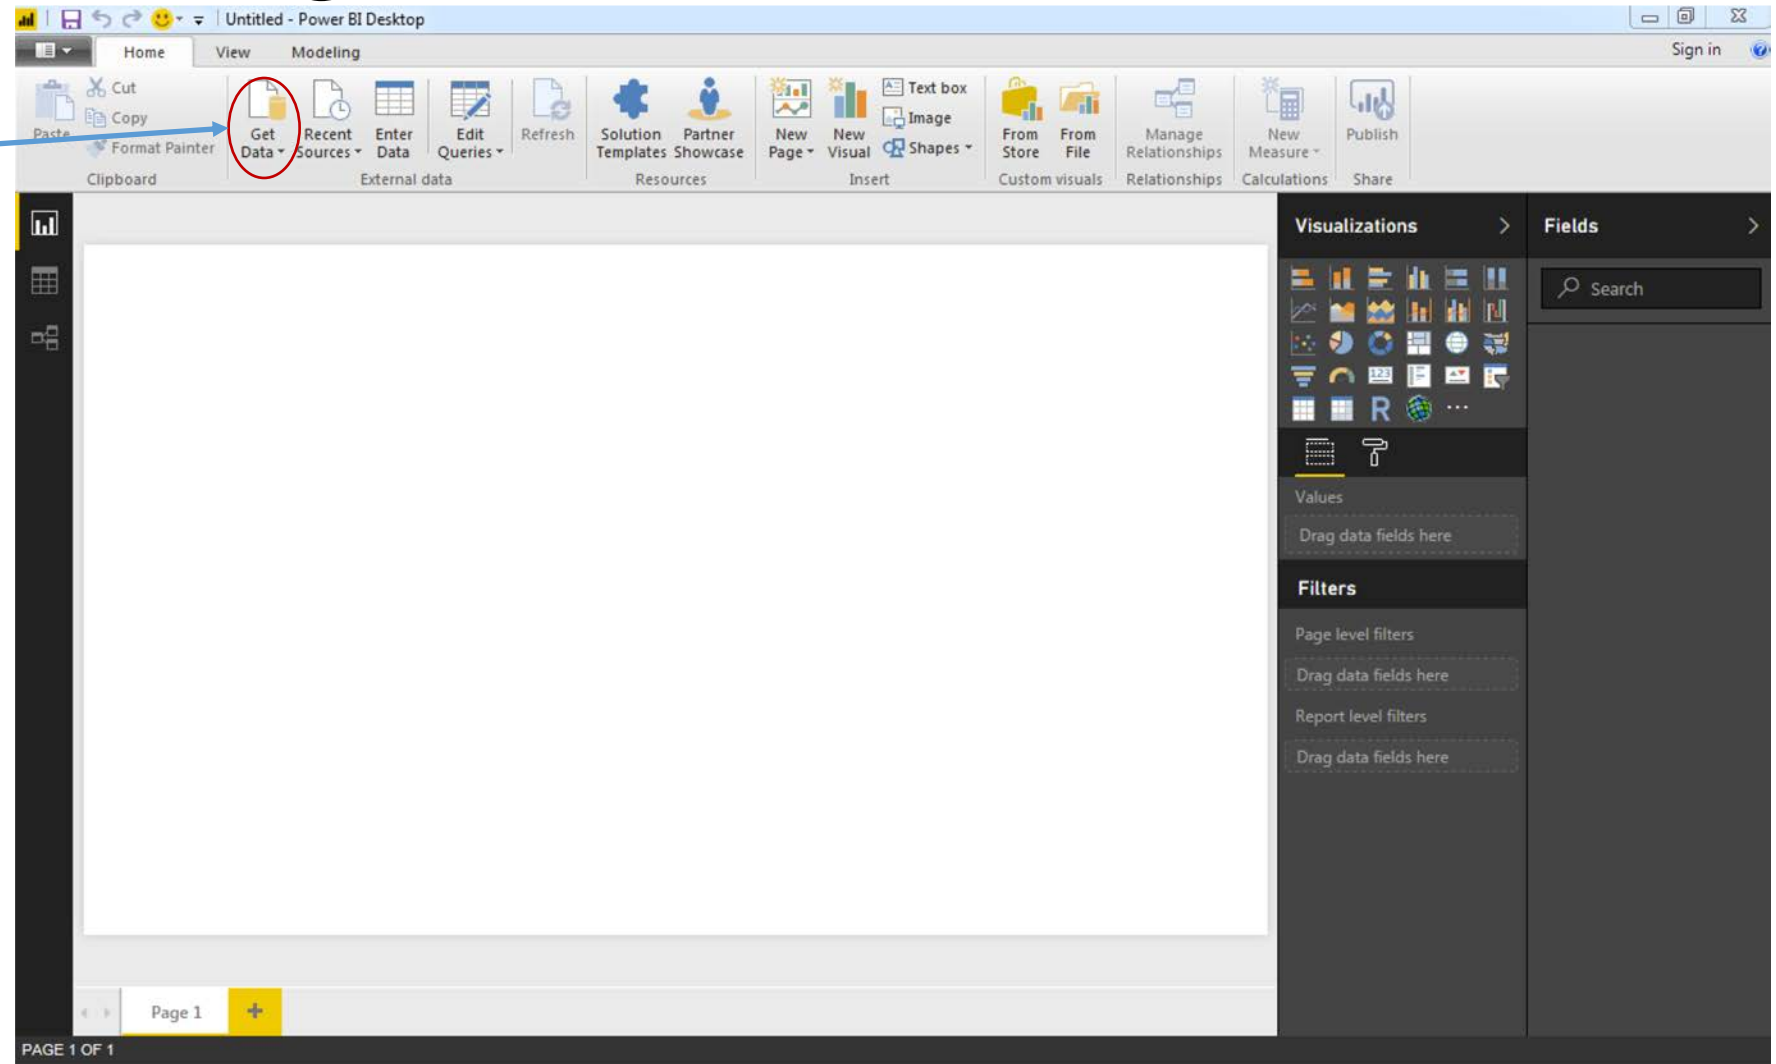 Untitled - Power BI Desktop
Home View Modeling Sign in
Paste
Cut
Copy
Format Painter
Clipboard
Get Data
Recent Sources
Enter Data
Edit Queries
Refresh
External data
Solution Templates
Partner Showcase
Resources
New Page
New Visual
Text box
Image
Shapes
Insert
From Store
From File
Custom visuals
Manage Relationships
Relationships
New Measure
Calculations
Publish
Share
Visualizations
Fields
Search
123
R
Values
Drag data fields here
Filters
Page level filters
Drag data fields here
Report level filters
Drag data fields here
Page 1
PAGE 1 OF 1